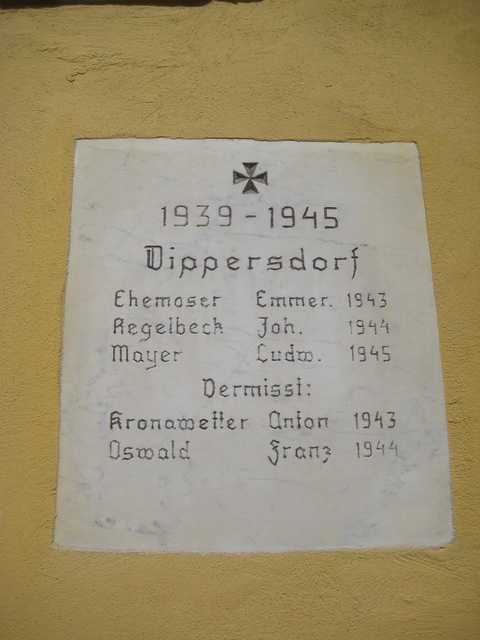 1939 - 1945
Dippersdorf
Ehemoser Emmer. 1943
Regelbeck Joh. 1944
Mayer Ludw. 1945
Vermisst:
Kronawetter Anton 1943
Oswald Franz 1944